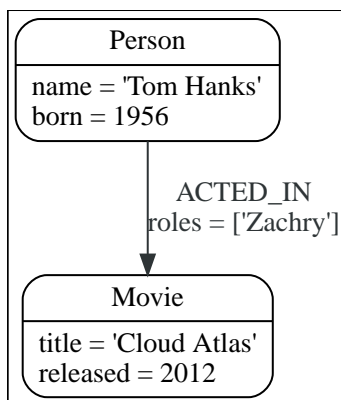 Person
name = 'Tom Hanks'
born = 1956
ACTED_IN
roles = ['Zachry']
Movie
title = 'Cloud Atlas'
released = 2012